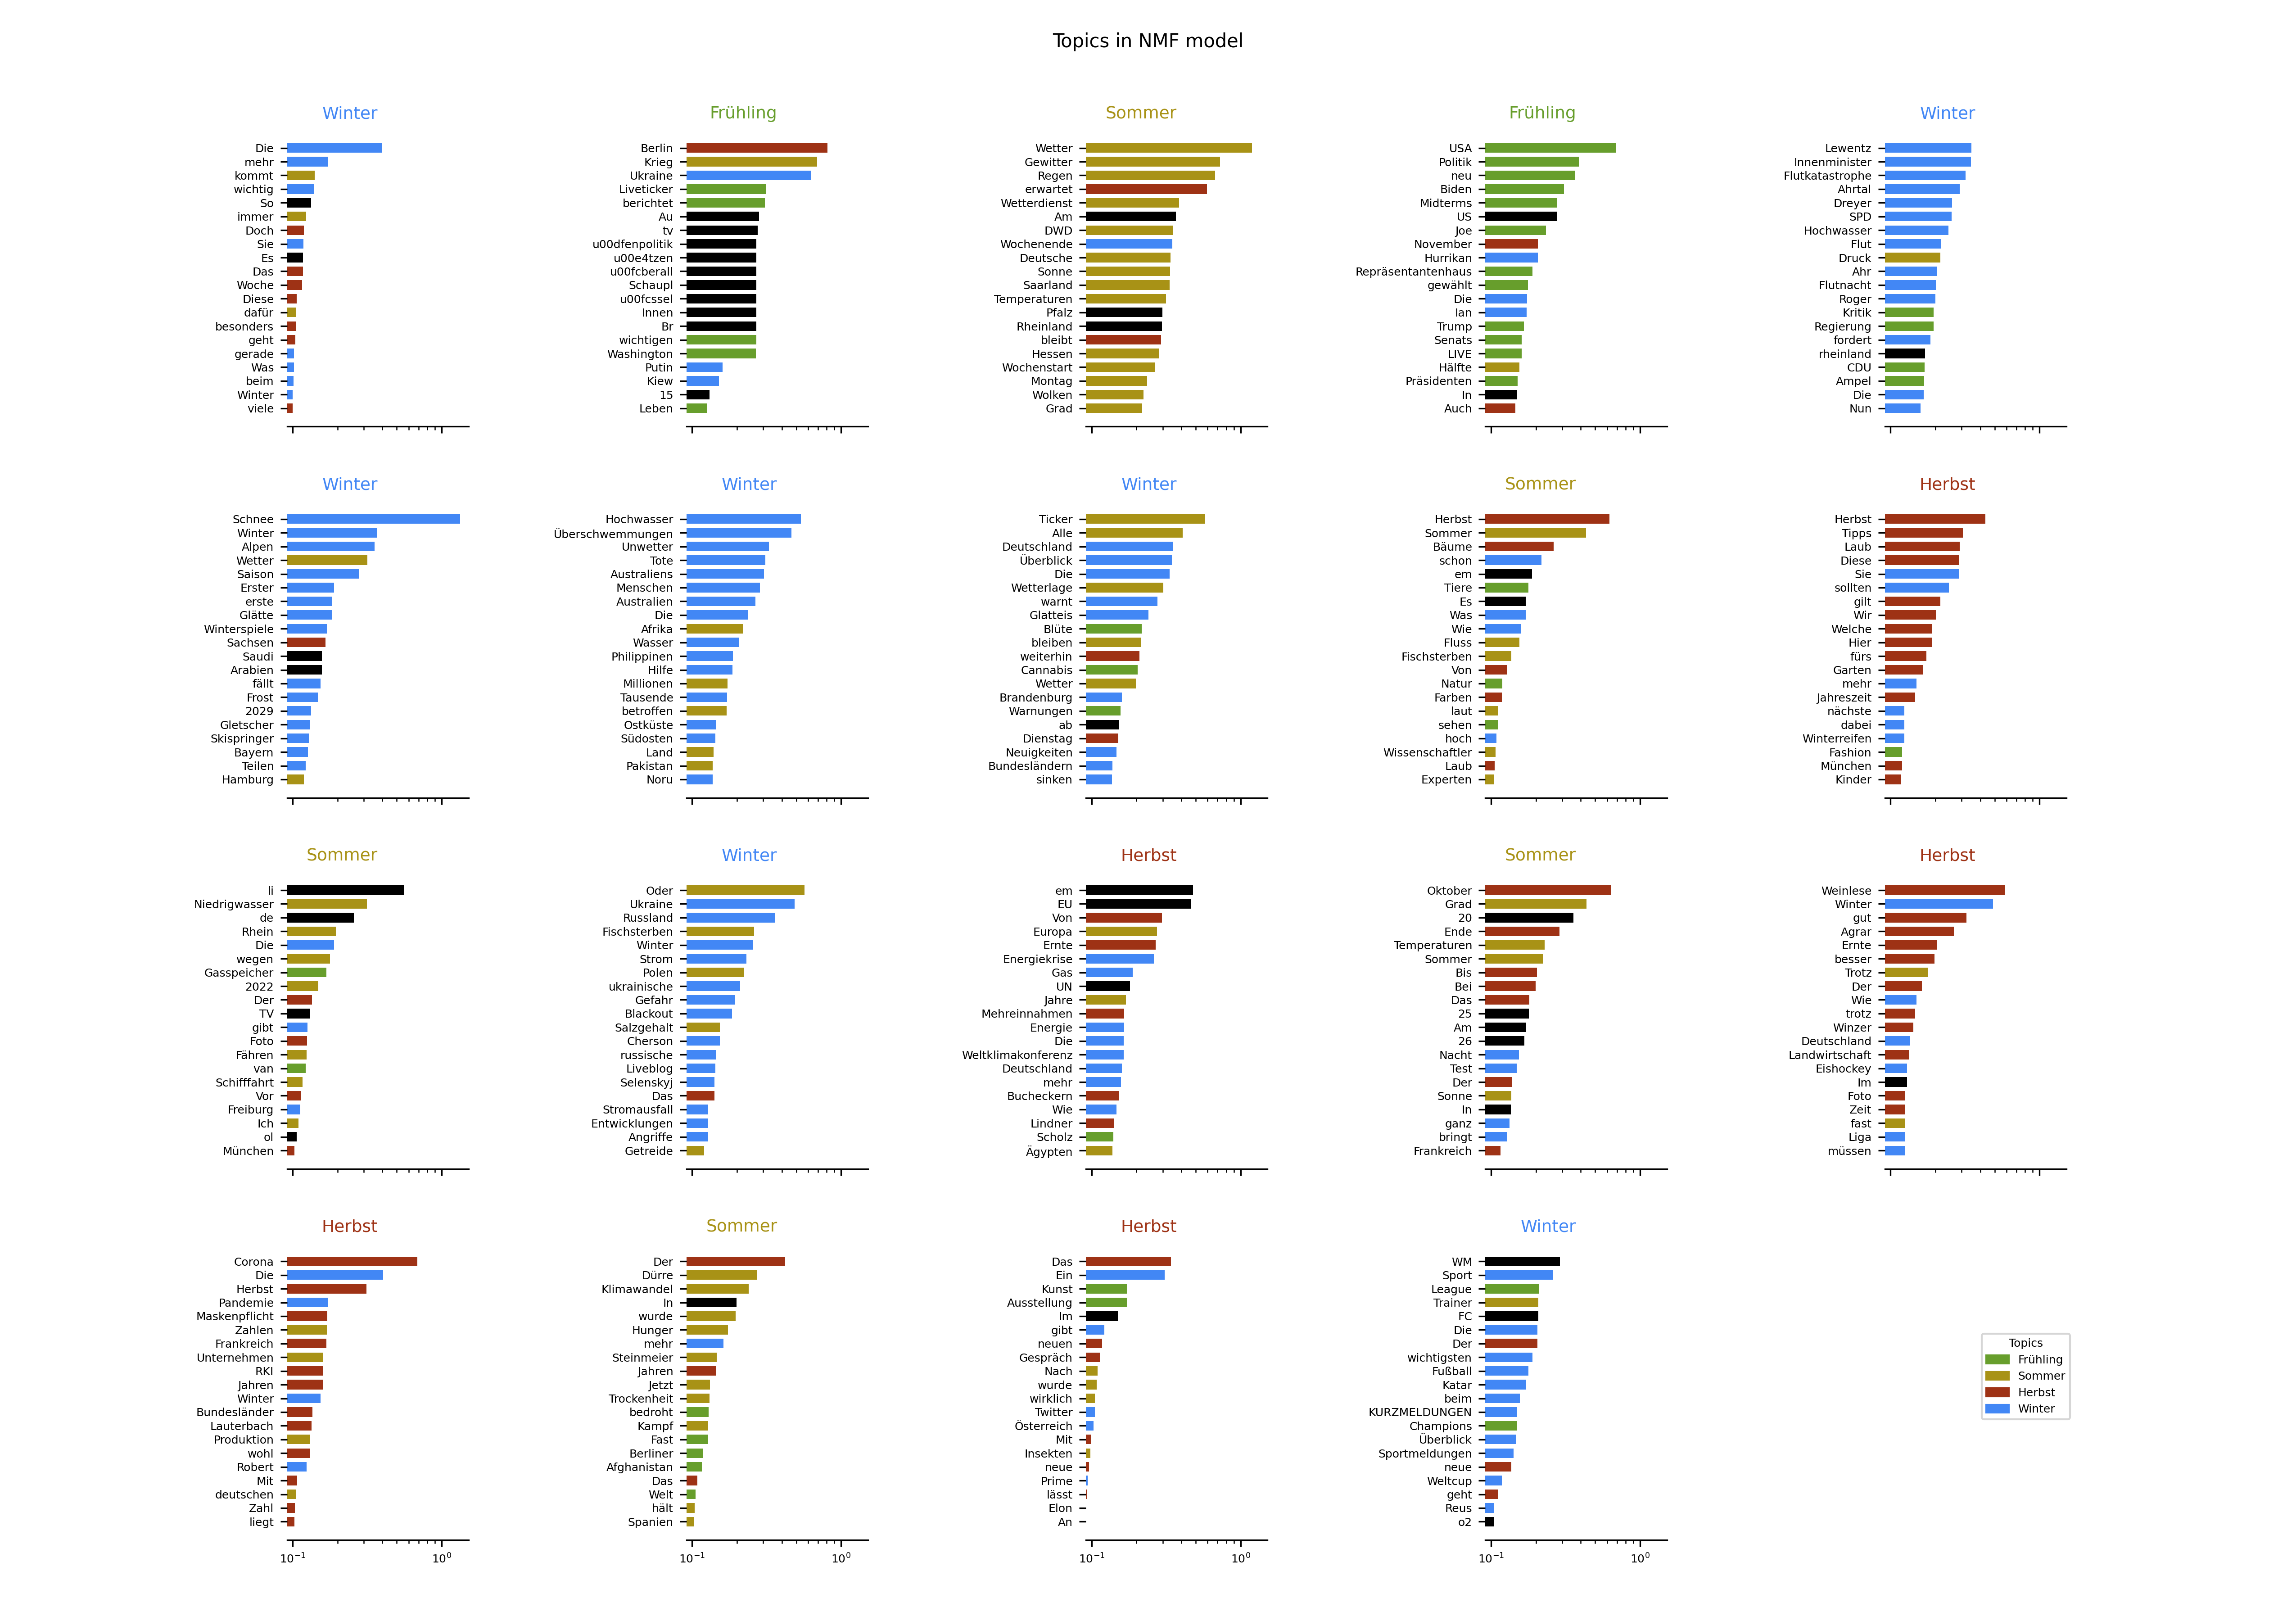 Topics in NMF model
Winter
Die
mehr
kommt
wichtig
So
immer
Doch
Sie
Es
Das
Woche
Diese
dafür
besonders
geht
gerade
Was
beim
Winter
viele
Frühling
Berlin
Krieg
Ukraine
Liveticker
berichtet
Au
tv
u00dfenpolitik
u00e4tzen
u00fcberall
Schaupl
u00fcssel
Innen
Br
wichtigen
Washington
Putin
Kiew
15
Leben
Sommer
Wetter
Gewitter
Regen
erwartet
Wetterdienst
Am
DWD
Wochenende
Deutsche
Sonne
Saarland
Temperaturen
Pfalz
Rheinland
bleibt
Hessen
Wochenstart
Montag
Wolken
Grad
Frühling
USA
Politik
neu
Biden
Midterms
US
Joe
November
Hurrikan
Repräsentantenhaus
gewählt
Die
Ian
Trump
Senats
LIVE
Hälfte
Präsidenten
In
Auch
Winter
Lewentz
Innenminister
Flutkatastrophe
Ahrtal
Dreyer
SPD
Hochwasser
Flut
Druck
Ahr
Flutnacht
Roger
Kritik
Regierung
fordert
rheinland
CDU
Ampel
Die
Nun
Winter
Schnee
Winter
Alpen
Wetter
Saison
Erster
erste
Glätte
Winterspiele
Sachsen
Saudi
Arabien
fällt
Frost
2029
Gletscher
Skispringer
Bayern
Teilen
Hamburg
Winter
Hochwasser
Überschwemmungen
Unwetter
Tote
Australiens
Menschen
Australien
Die
Afrika
Wasser
Philippinen
Hilfe
Millionen
Tausende
betroffen
Ostküste
Südosten
Land
Pakistan
Noru
Winter
Ticker
Alle
Deutschland
Überblick
Die
Wetterlage
warnt
Glatteis
Blüte
bleiben
weiterhin
Cannabis
Wetter
Brandenburg
Warnungen
ab
Dienstag
Neuigkeiten
Bundesländern
sinken
Sommer
Herbst
Sommer
Bäume
schon
em
Tiere
Es
Was
Wie
Fluss
Fischsterben
Von
Natur
Farben
laut
sehen
hoch
Wissenschaftler
Laub
Experten
Herbst
Herbst
Tipps
Laub
Diese
Sie
sollten
gilt
Wir
Welche
Hier
fürs
Garten
mehr
Jahreszeit
nächste
dabei
Winterreifen
Fashion
München
Kinder
Sommer
li
Niedrigwasser
de
Rhein
Die
wegen
Gasspeicher
2022
Der
TV
gibt
Foto
Fähren
van
Schifffahrt
Vor
Freiburg
Ich
ol
München
Winter
Oder
Ukraine
Russland
Fischsterben
Winter
Strom
Polen
ukrainische
Gefahr
Blackout
Salzgehalt
Cherson
russische
Liveblog
Selenskyj
Das
Stromausfall
Entwicklungen
Angriffe
Getreide
Herbst
em
EU
Von
Europa
Ernte
Energiekrise
Gas
UN
Jahre
Mehreinnahmen
Energie
Die
Weltklimakonferenz
Deutschland
mehr
Bucheckern
Wie
Lindner
Scholz
Ägypten
Sommer
Oktober
Grad
20
Ende
Temperaturen
Sommer
Bis
Bei
Das
25
Am
26
Nacht
Test
Der
Sonne
In
ganz
bringt
Frankreich
Herbst
Weinlese
Winter
gut
Agrar
Ernte
besser
Trotz
Der
Wie
trotz
Winzer
Deutschland
Landwirtschaft
Eishockey
Im
Foto
Zeit
fast
Liga
müssen
Herbst
Corona
Die
Herbst
Pandemie
Maskenpflicht
Zahlen
Frankreich
Unternehmen
RKI
Jahren
Winter
Bundesländer
Lauterbach
Produktion
wohl
Robert
Mit
deutschen
Zahl
liegt
10⁻¹ 10⁰
Sommer
Der
Dürre
Klimawandel
In
wurde
Hunger
mehr
Steinmeier
Jahren
Jetzt
Trockenheit
bedroht
Kampf
Fast
Berliner
Afghanistan
Das
Welt
hält
Spanien
10⁻¹ 10⁰
Herbst
Das
Ein
Kunst
Ausstellung
Im
gibt
neuen
Gespräch
Nach
wurde
wirklich
Twitter
Österreich
Mit
Insekten
neue
Prime
lässt
Elon
An
10⁻¹ 10⁰
Winter
WM
Sport
League
Trainer
FC
Die
Der
wichtigsten
Fußball
Katar
beim
KURZMELDUNGEN
Champions
Überblick
Sportmeldungen
neue
Weltcup
geht
Reus
o2
10⁻¹ 10⁰
Topics
Frühling
Sommer
Herbst
Winter